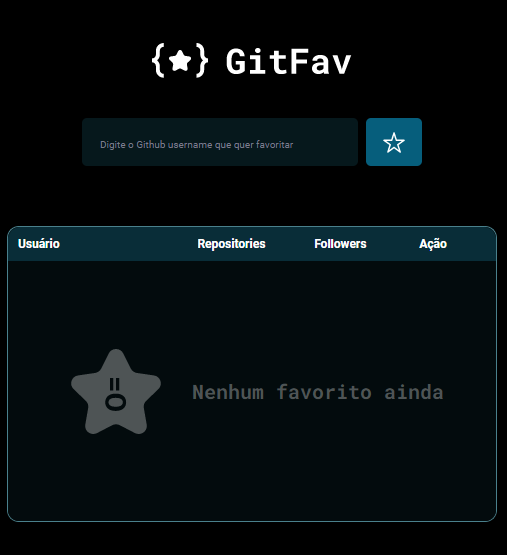 {★} GitFav
Digite o Github username que quer favoritar
Usuário Repositories Followers Ação
Nenhum favorito ainda